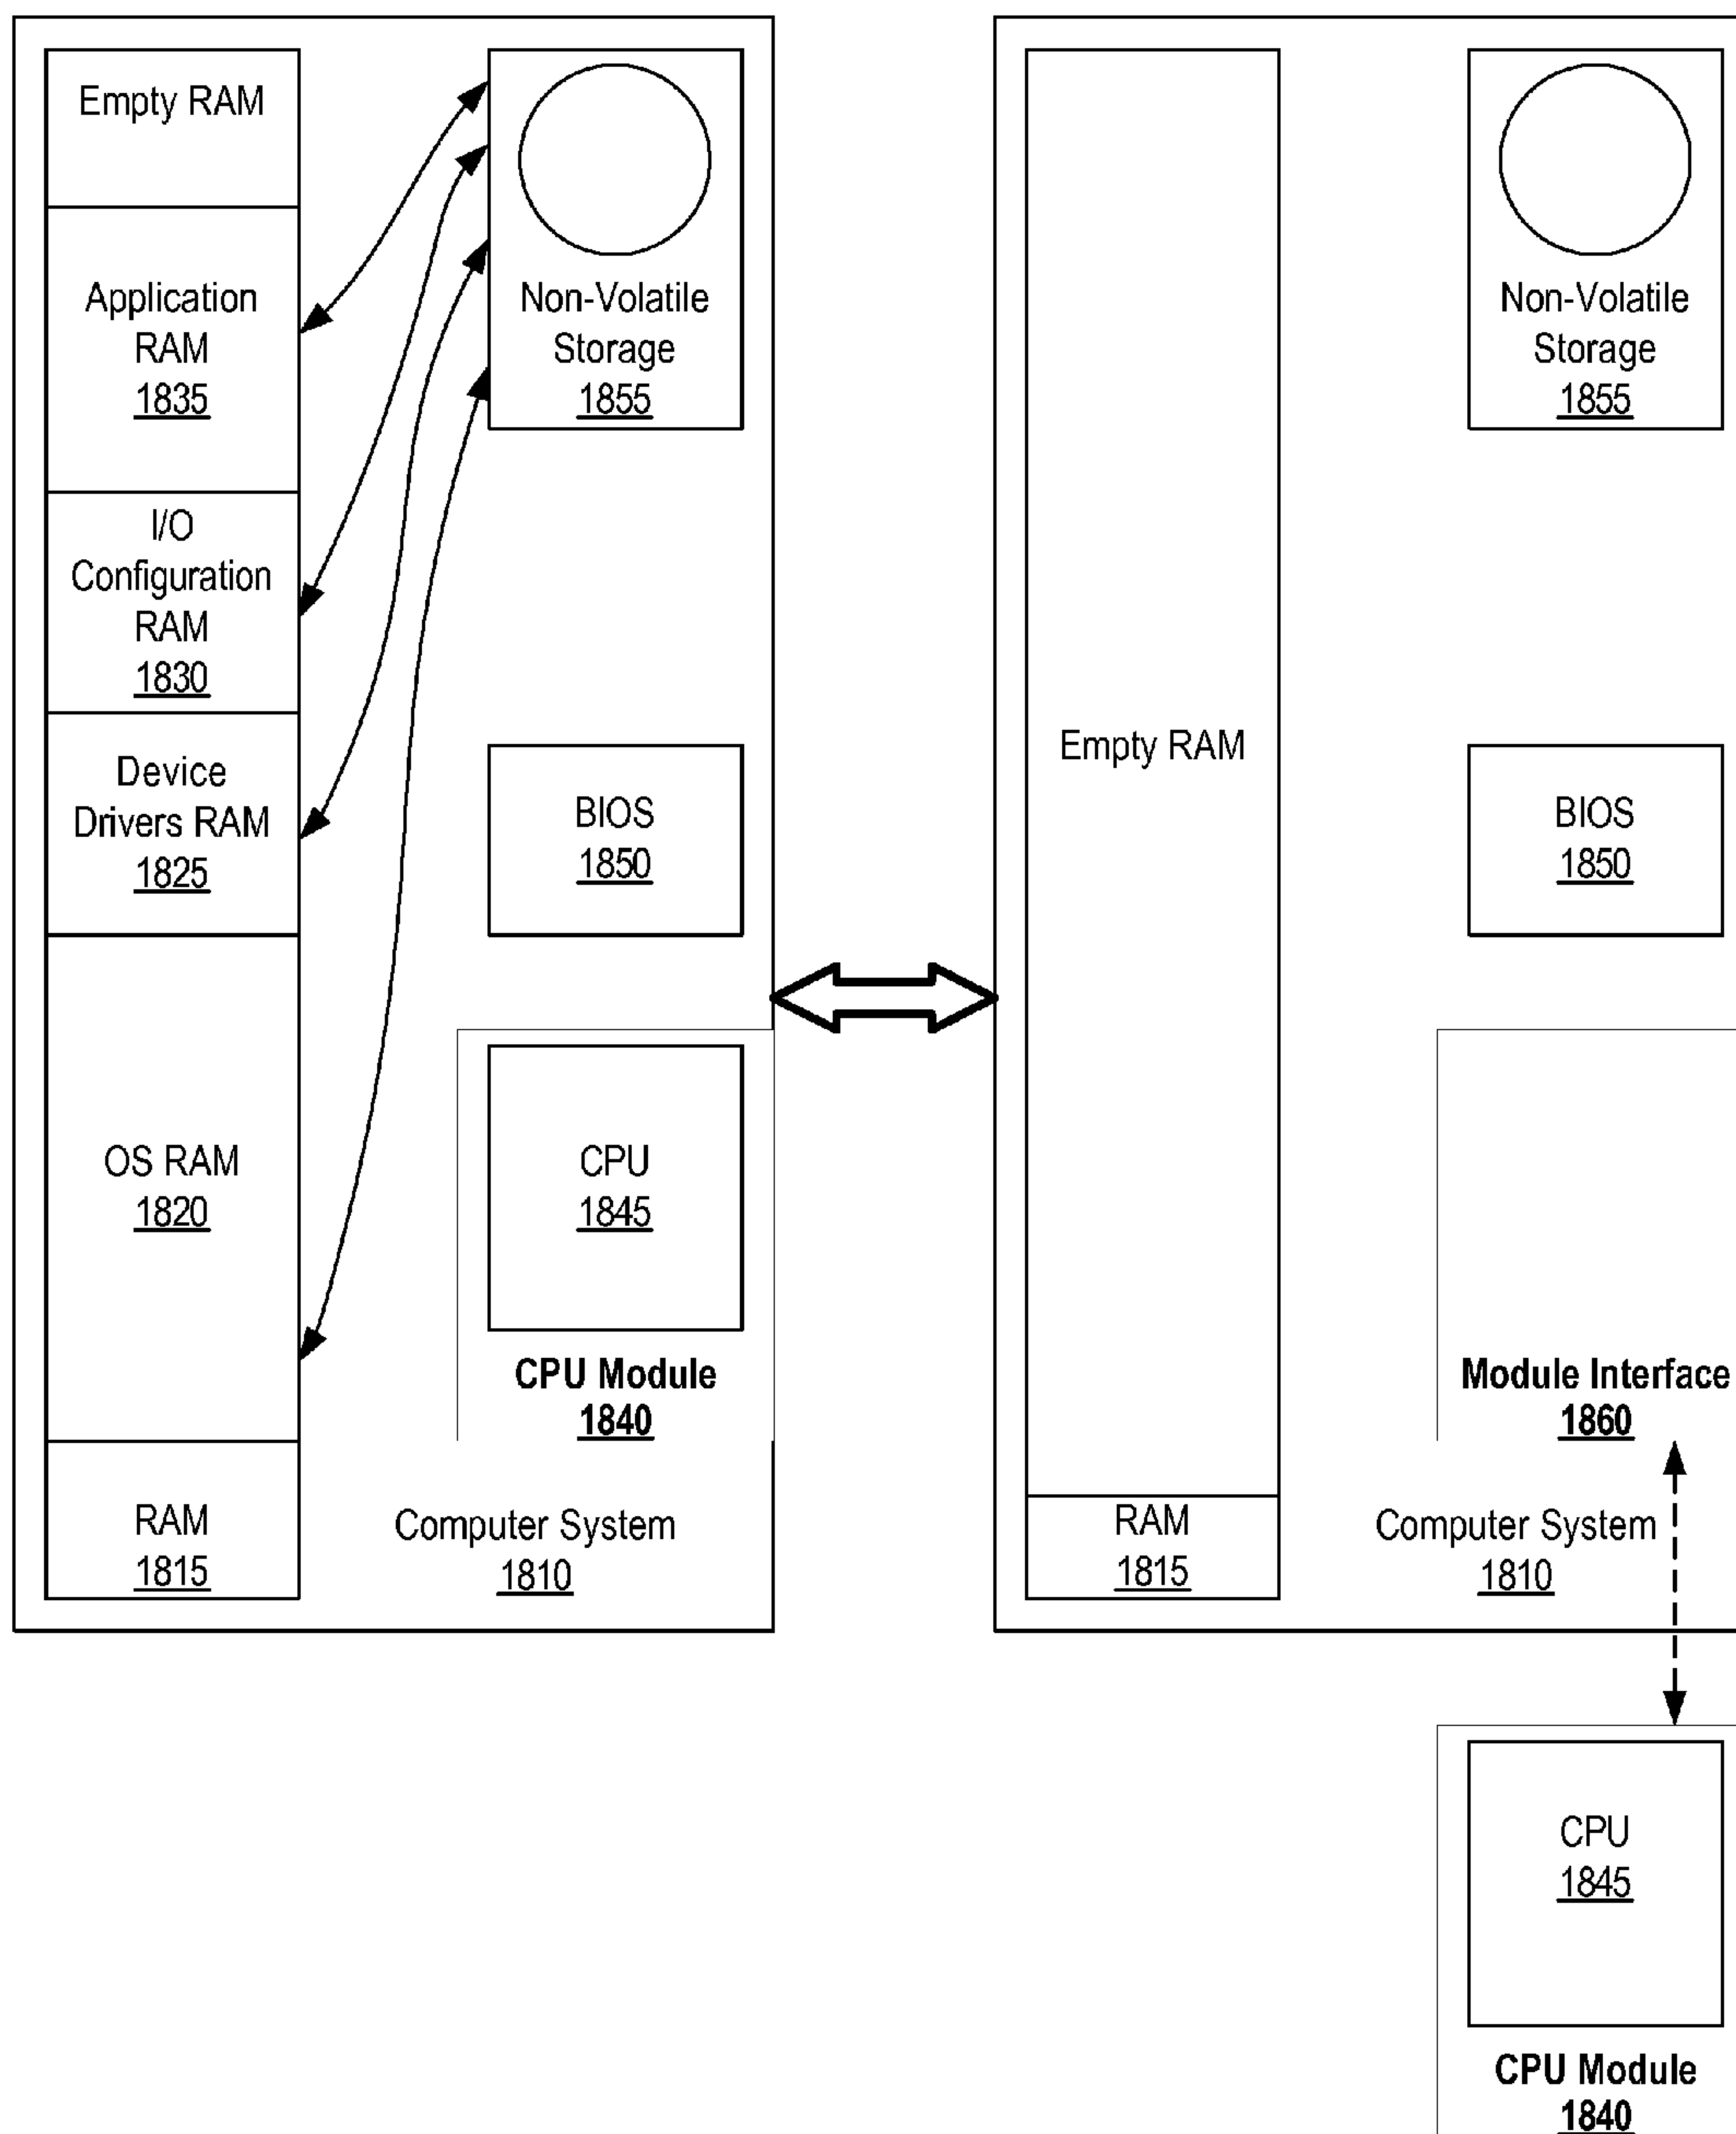 Empty RAM
Application
RAM
1835
I/O
Configuration
RAM
1830
Device
Drivers RAM
1825
OS RAM
1820
RAM
1815
Non-Volatile
Storage
1855
BIOS
1850
CPU
1845
CPU Module
1840
Computer System
1810
Empty RAM
RAM
1815
Non-Volatile
Storage
1855
BIOS
1850
Module Interface
1860
Computer System
1810
CPU
1845
CPU Module
1840